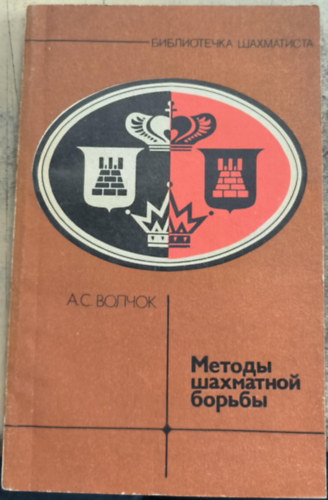 БИБЛИОТЕЧКА ШАХМАТИСТА
А.С. ВОЛЧОК
Методы
шахматной
борьбы